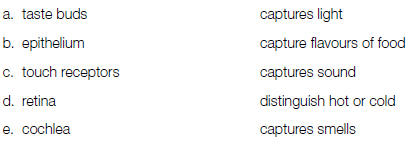 a. taste buds captures light
b. epithelium capture flavours of food
c. touch receptors captures sound
d. retina distinguish hot or cold
e. cochlea captures smells